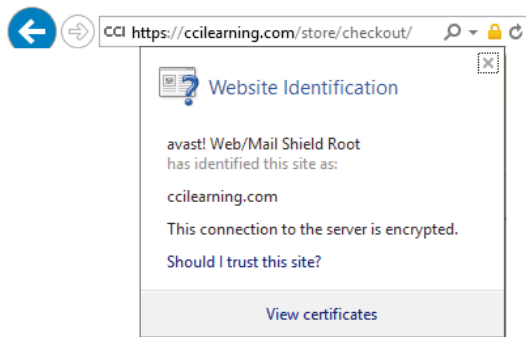 CCI https://ccilearning.com/store/checkout/
Website Identification
avast! Web/Mail Shield Root
has identified this site as:
ccilearning.com
This connection to the server is encrypted.
Should I trust this site?
View certificates